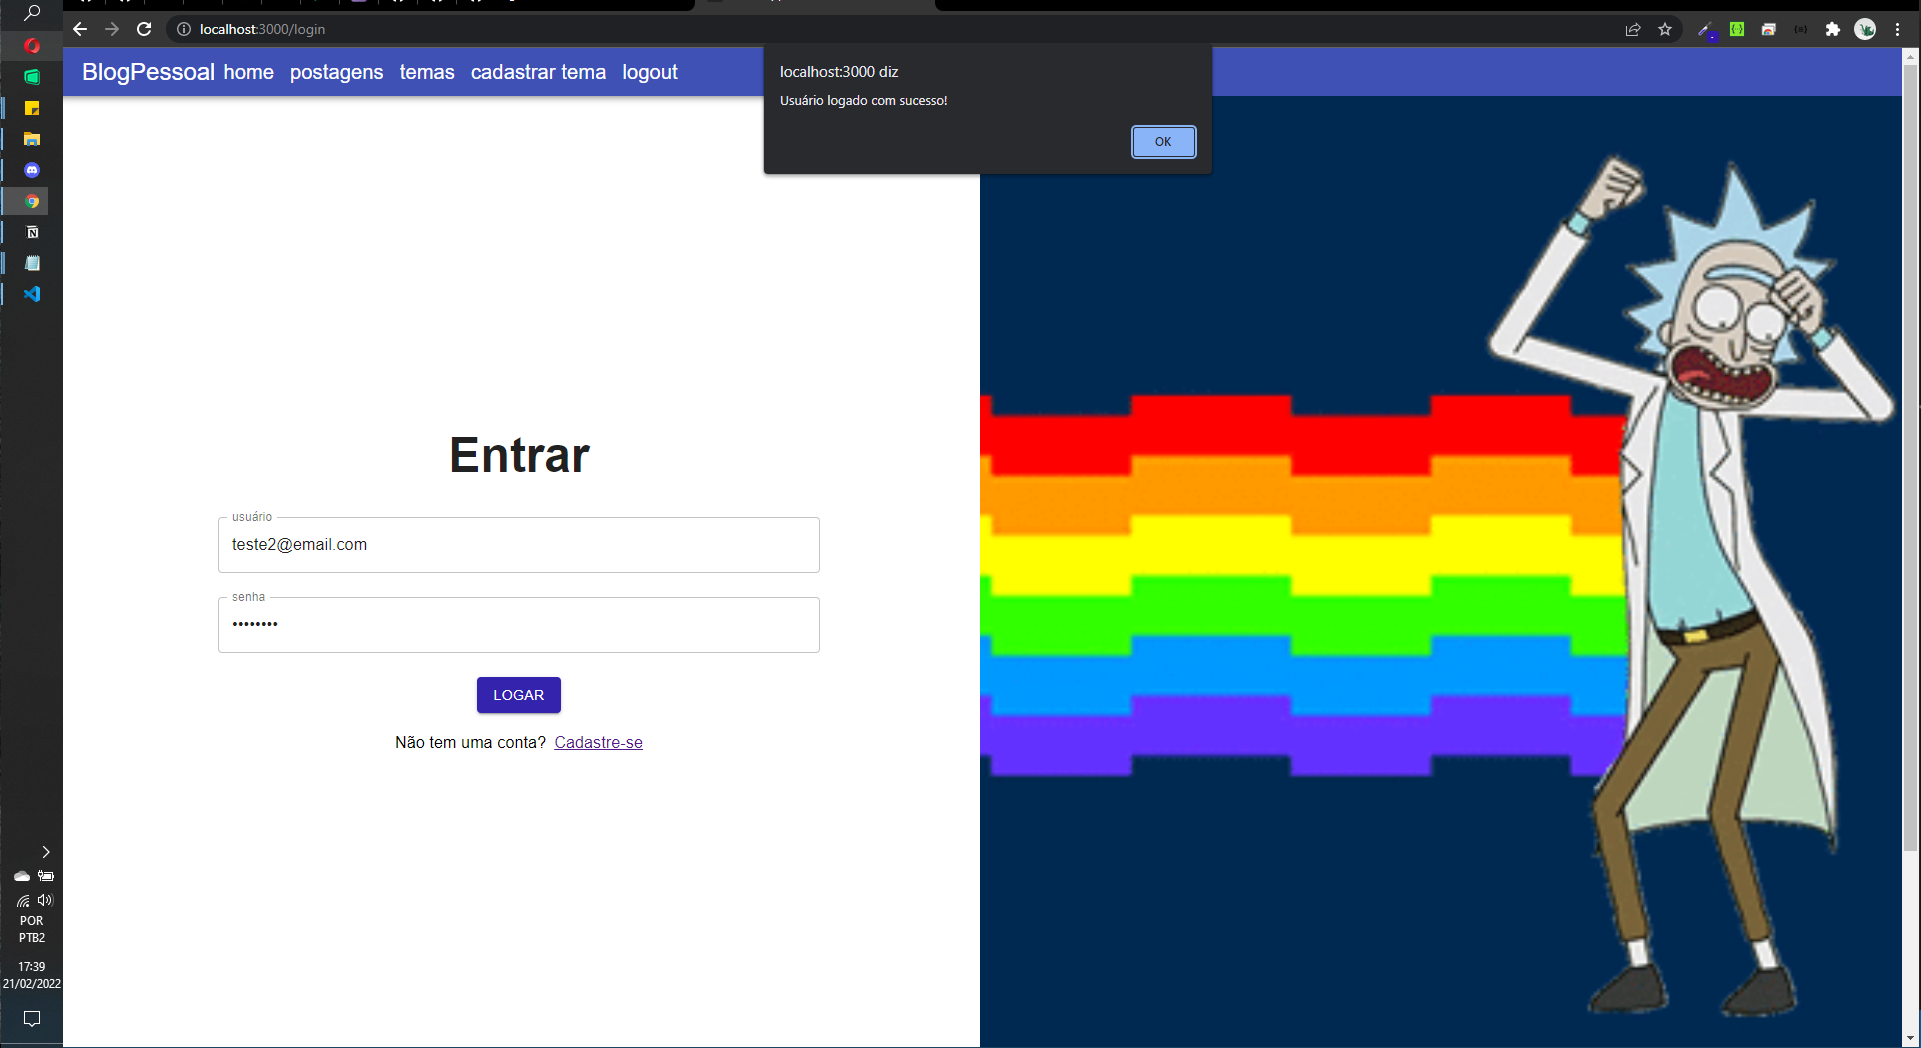 localhost:3000/login
BlogPessoal home postagens temas cadastrar tema logout
localhost:3000 diz
Usuário logado com sucesso!
OK
Entrar
usuário
teste2@email.com
senha
••••••••
LOGAR
Não tem uma conta? Cadastre-se
POR
PTB2
17:39
21/02/2022